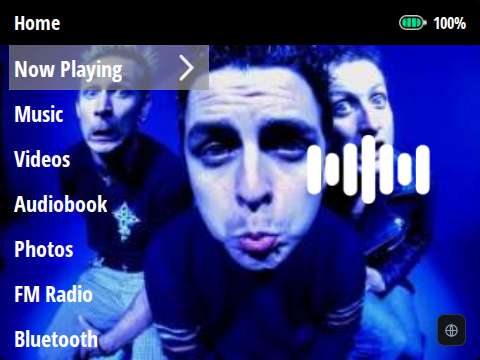 Home
100%
Now Playing
Music
Videos
Audiobook
Photos
FM Radio
Bluetooth